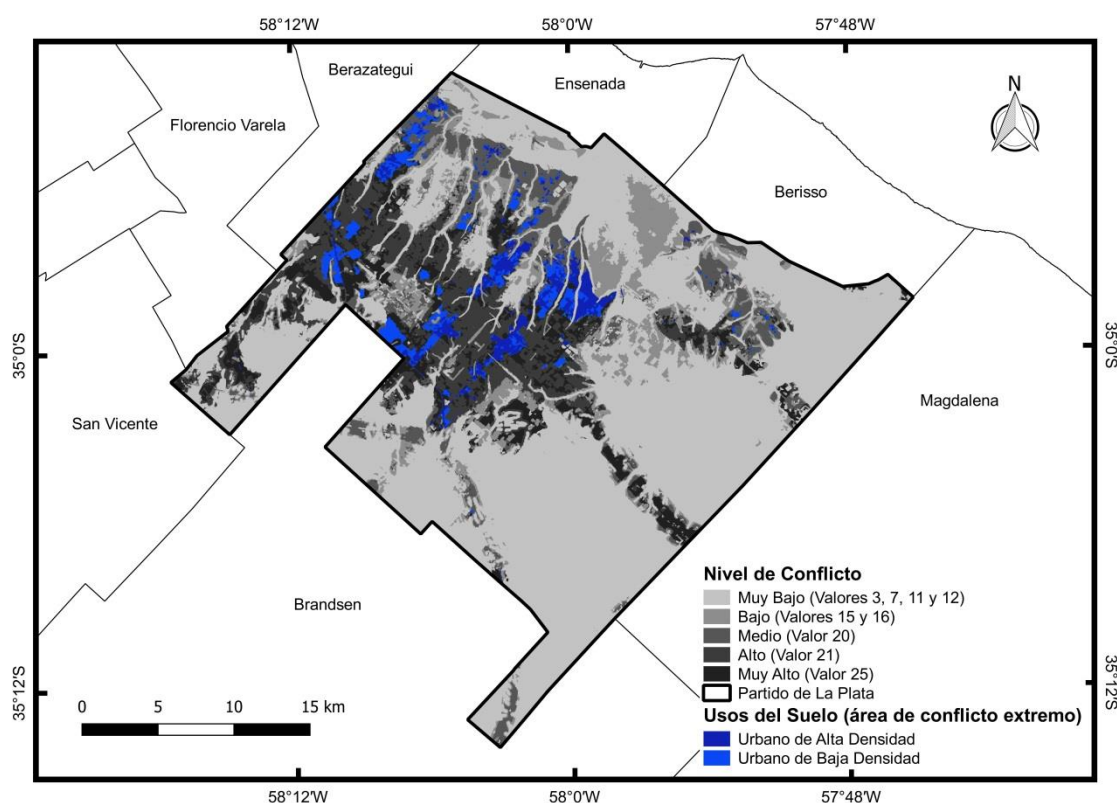 58°12'W 58°0'W 57°48'W
Berazategui
Ensenada
Florencio Varela
N
Berisso
35°0'S
35°0'S
San Vicente
Magdalena
Brandsen
Nivel de Conflicto
Muy Bajo (Valores 3, 7, 11 y 12)
Bajo (Valores 15 y 16)
Medio (Valor 20)
Alto (Valor 21)
Muy Alto (Valor 25)
Partido de La Plata
Usos del Suelo (área de conflicto extremo)
Urbano de Alta Densidad
Urbano de Baja Densidad
35°12'S
35°12'S
0 5 10 15 km
58°12'W 58°0'W 57°48'W